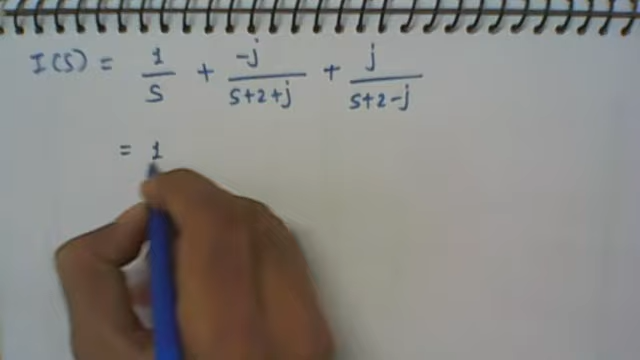 I(S) = 1/S + -j/(S+2+j) + j/(S+2-j)
= 1